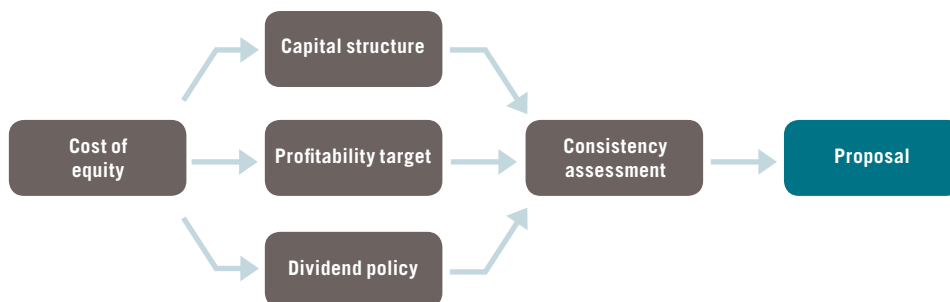 Capital structure
Cost of
equity
Profitability target
Consistency
assessment
Proposal
Dividend policy